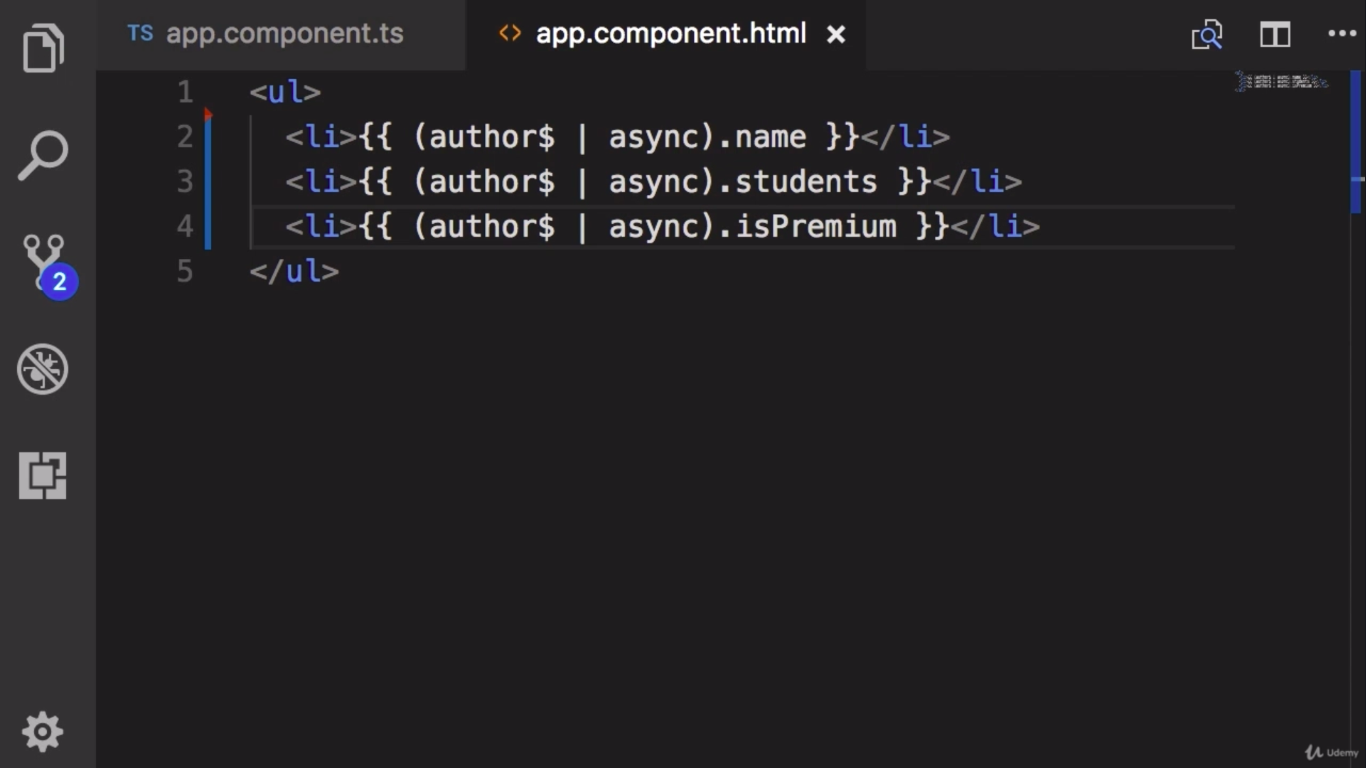 TS app.component.ts <> app.component.html
1 <ul>
2 <li>{{ (author$ | async).name }}</li>
3 <li>{{ (author$ | async).students }}</li>
4 <li>{{ (author$ | async).isPremium }}</li>
5 </ul>
2
Udemy